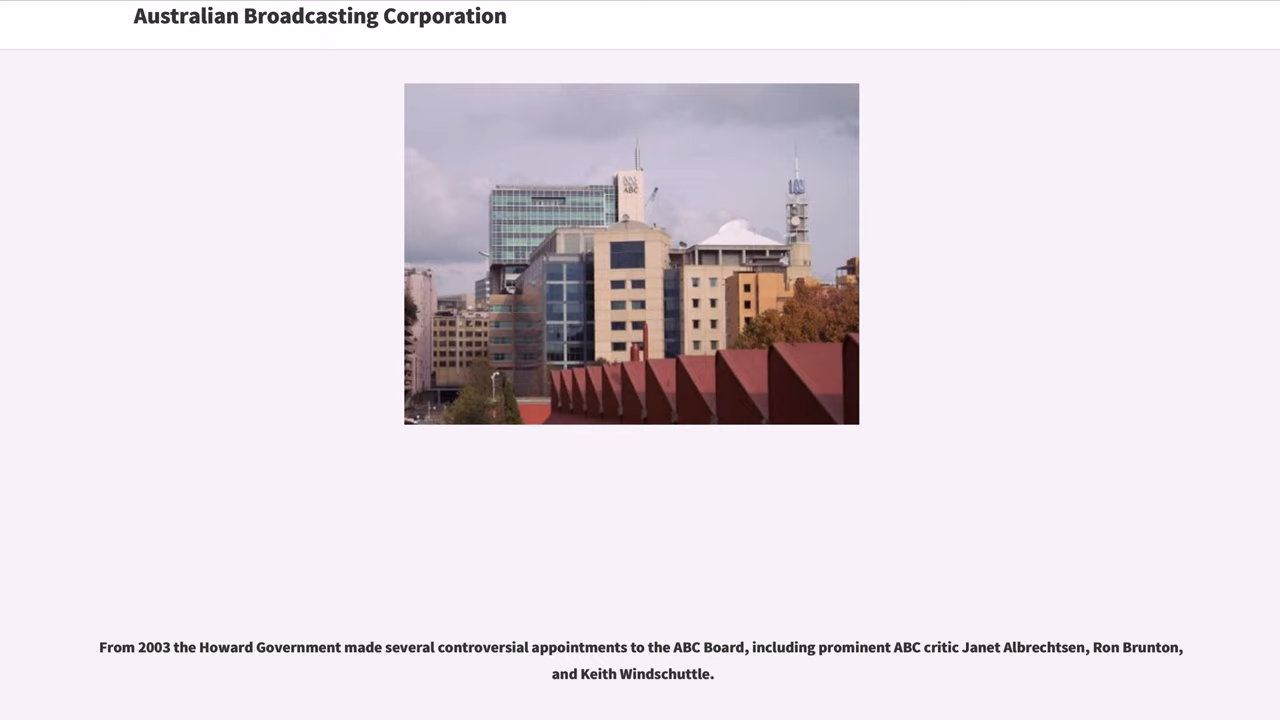 Australian Broadcasting Corporation
ABC
From 2003 the Howard Government made several controversial appointments to the ABC Board, including prominent ABC critic Janet Albrechtsen, Ron Brunton,
and Keith Windschuttle.